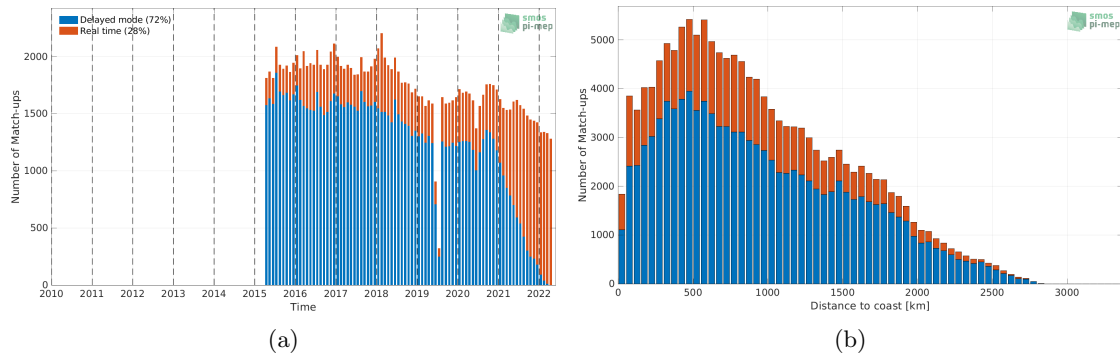 Delayed mode (72%)
Real time (28%)
smos
pi-mep
Number of Match-ups
2000
1500
1000
500
0
2010 2011 2012 2013 2014 2015 2016 2017 2018 2019 2020 2021 2022
Time
(a)
smos
pi-mep
Number of Match-ups
5000
4000
3000
2000
1000
0
0 500 1000 1500 2000 2500 3000
Distance to coast [km]
(b)